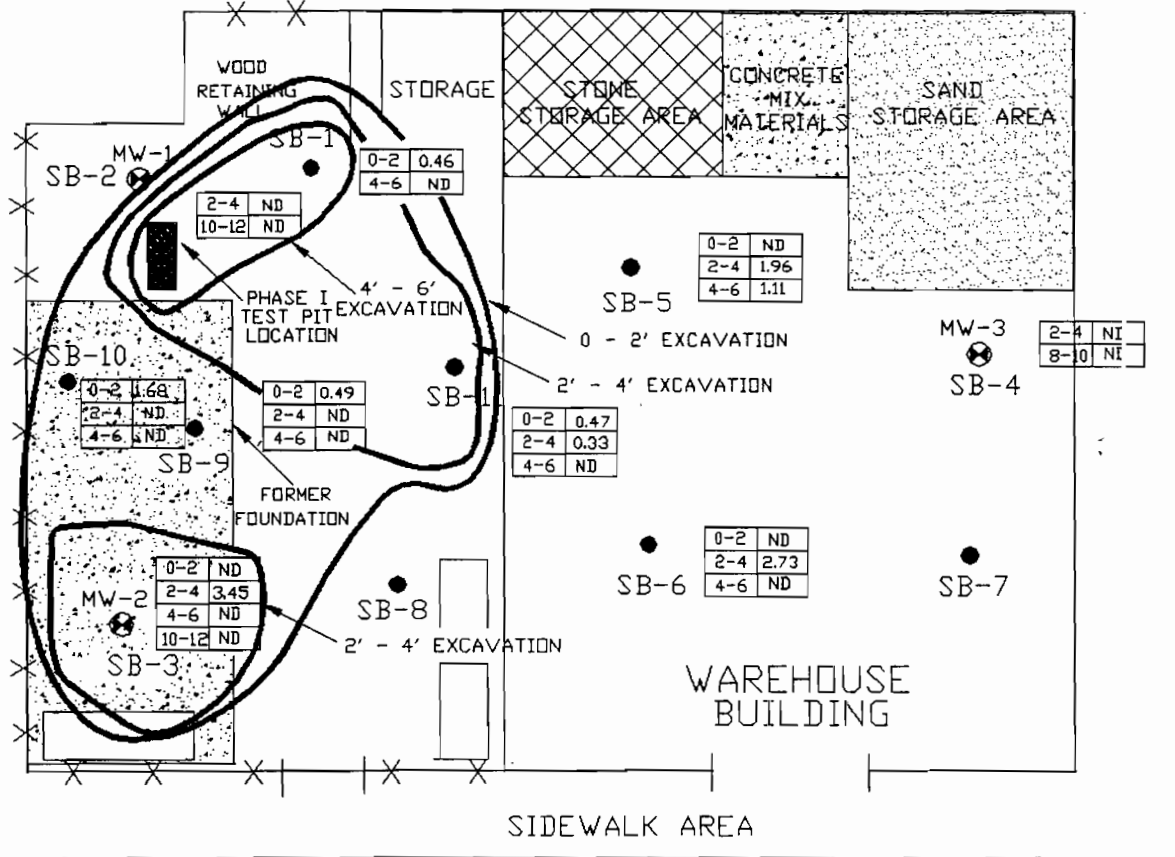 WOOD
RETAINING
WALL
STORAGE
STONE
STORAGE AREA
CONCRETE
MIX
MATERIALS
SAND
STORAGE AREA
MW-1
SB-2
SB-1
0-2 0.46
4-6 ND
2-4 ND
10-12 ND
4' - 6'
EXCAVATION
PHASE I
TEST PIT
LOCATION
SB-5
0-2 ND
2-4 1.96
4-6 1.11
0 - 2' EXCAVATION
2' - 4' EXCAVATION
MW-3
SB-4
2-4 NI
8-10 NI
SB-10
0-2 1.68
2-4 ND
4-6 ND
SB-9
0-2 0.49
2-4 ND
4-6 ND
SB-1
0-2 0.47
2-4 0.33
4-6 ND
FORMER
FOUNDATION
MW-2
SB-3
0-2 ND
2-4 3.45
4-6 ND
10-12 ND
2' - 4' EXCAVATION
SB-8
SB-6
0-2 ND
2-4 2.73
4-6 ND
SB-7
WAREHOUSE
BUILDING
SIDEWALK AREA